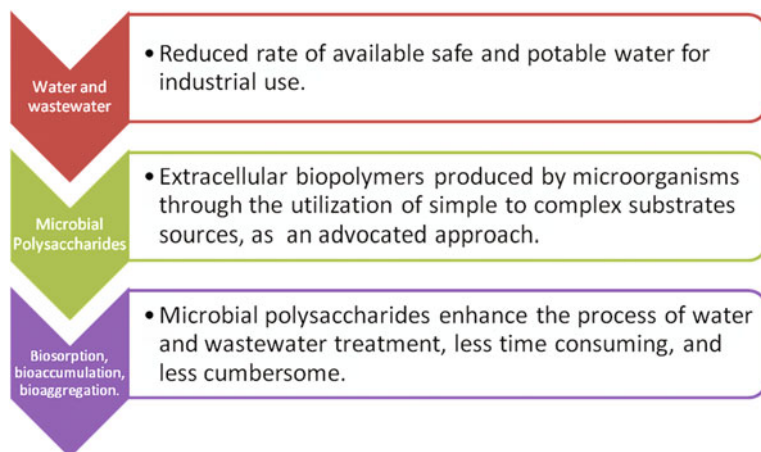 Water and
wastewater
• Reduced rate of available safe and potable water for
industrial use.
Microbial
Polysaccharides
• Extracellular biopolymers produced by microorganisms
through the utilization of simple to complex substrates
sources, as an advocated approach.
Biosorption,
bioaccumulation,
bioaggregation.
• Microbial polysaccharides enhance the process of water
and wastewater treatment, less time consuming, and
less cumbersome.